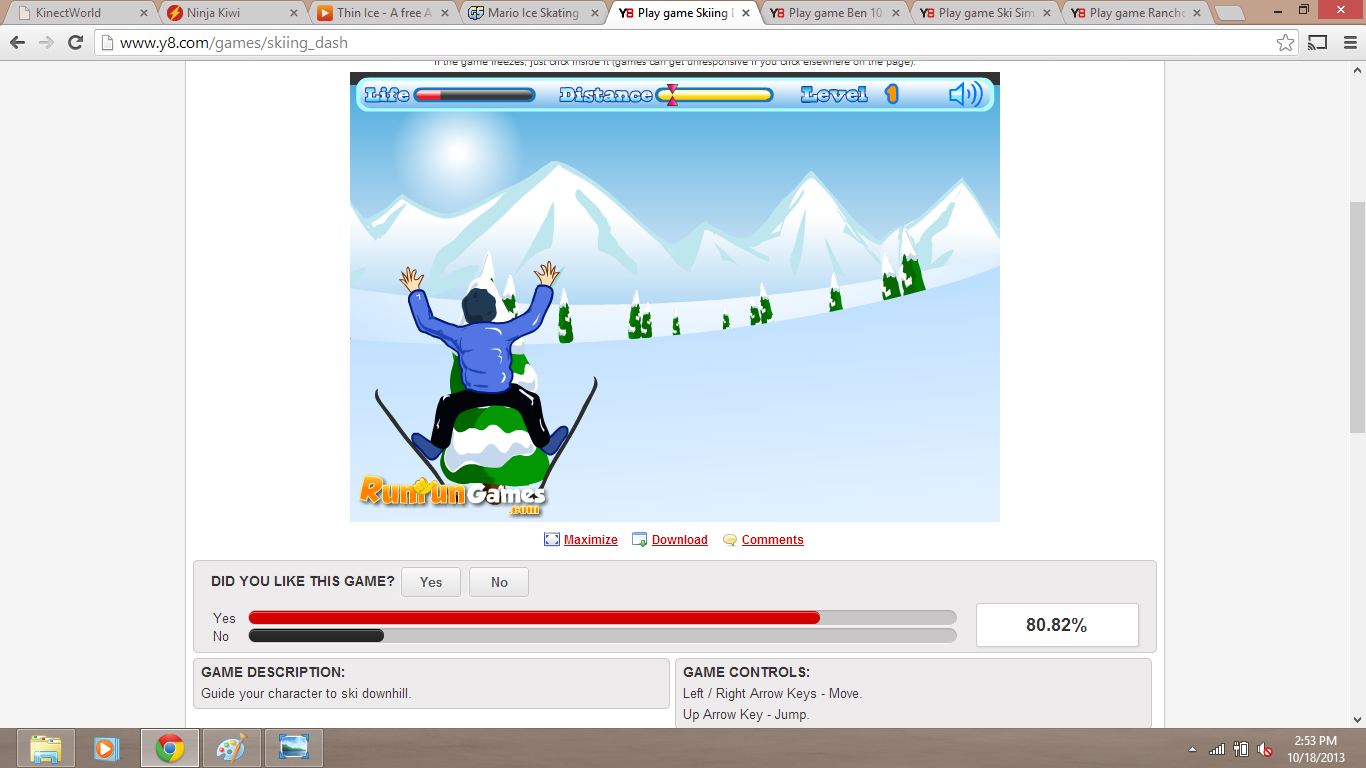 KinectWorld
Ninja Kiwi
Thin Ice - A free A
Mario Ice Skating
Y8 Play game Skiing D
Y8 Play game Ben 10
Y8 Play game Ski Sim
Y8 Play game Ranch
www.y8.com/games/skiing_dash
If the game freezes, just click inside it (games can get unresponsive if you click elsewhere on the page).
Life
Distance
Level 1
RunrunGames
.com
Maximize
Download
Comments
DID YOU LIKE THIS GAME? Yes No
Yes
No
80.82%
GAME DESCRIPTION:
Guide your character to ski downhill.
GAME CONTROLS:
Left / Right Arrow Keys - Move.
Up Arrow Key - Jump.
2:53 PM
10/18/2013